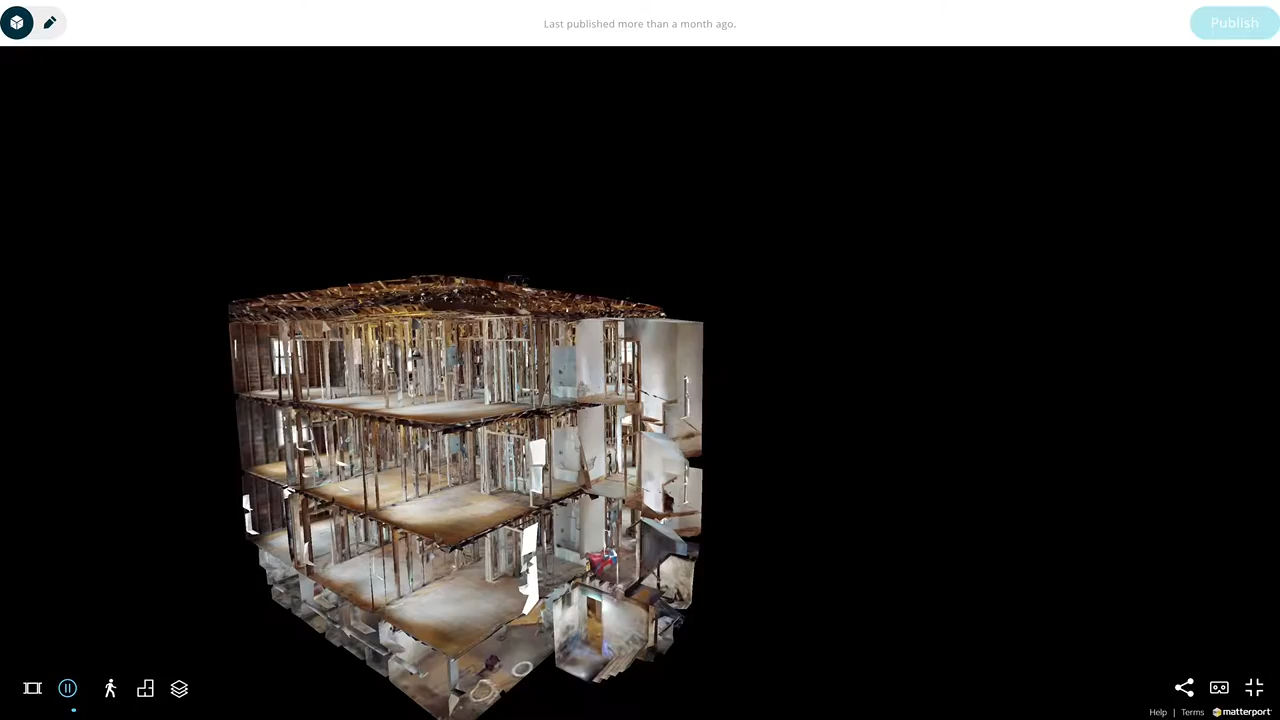 Last published more than a month ago.
Publish
Help | Terms matterport